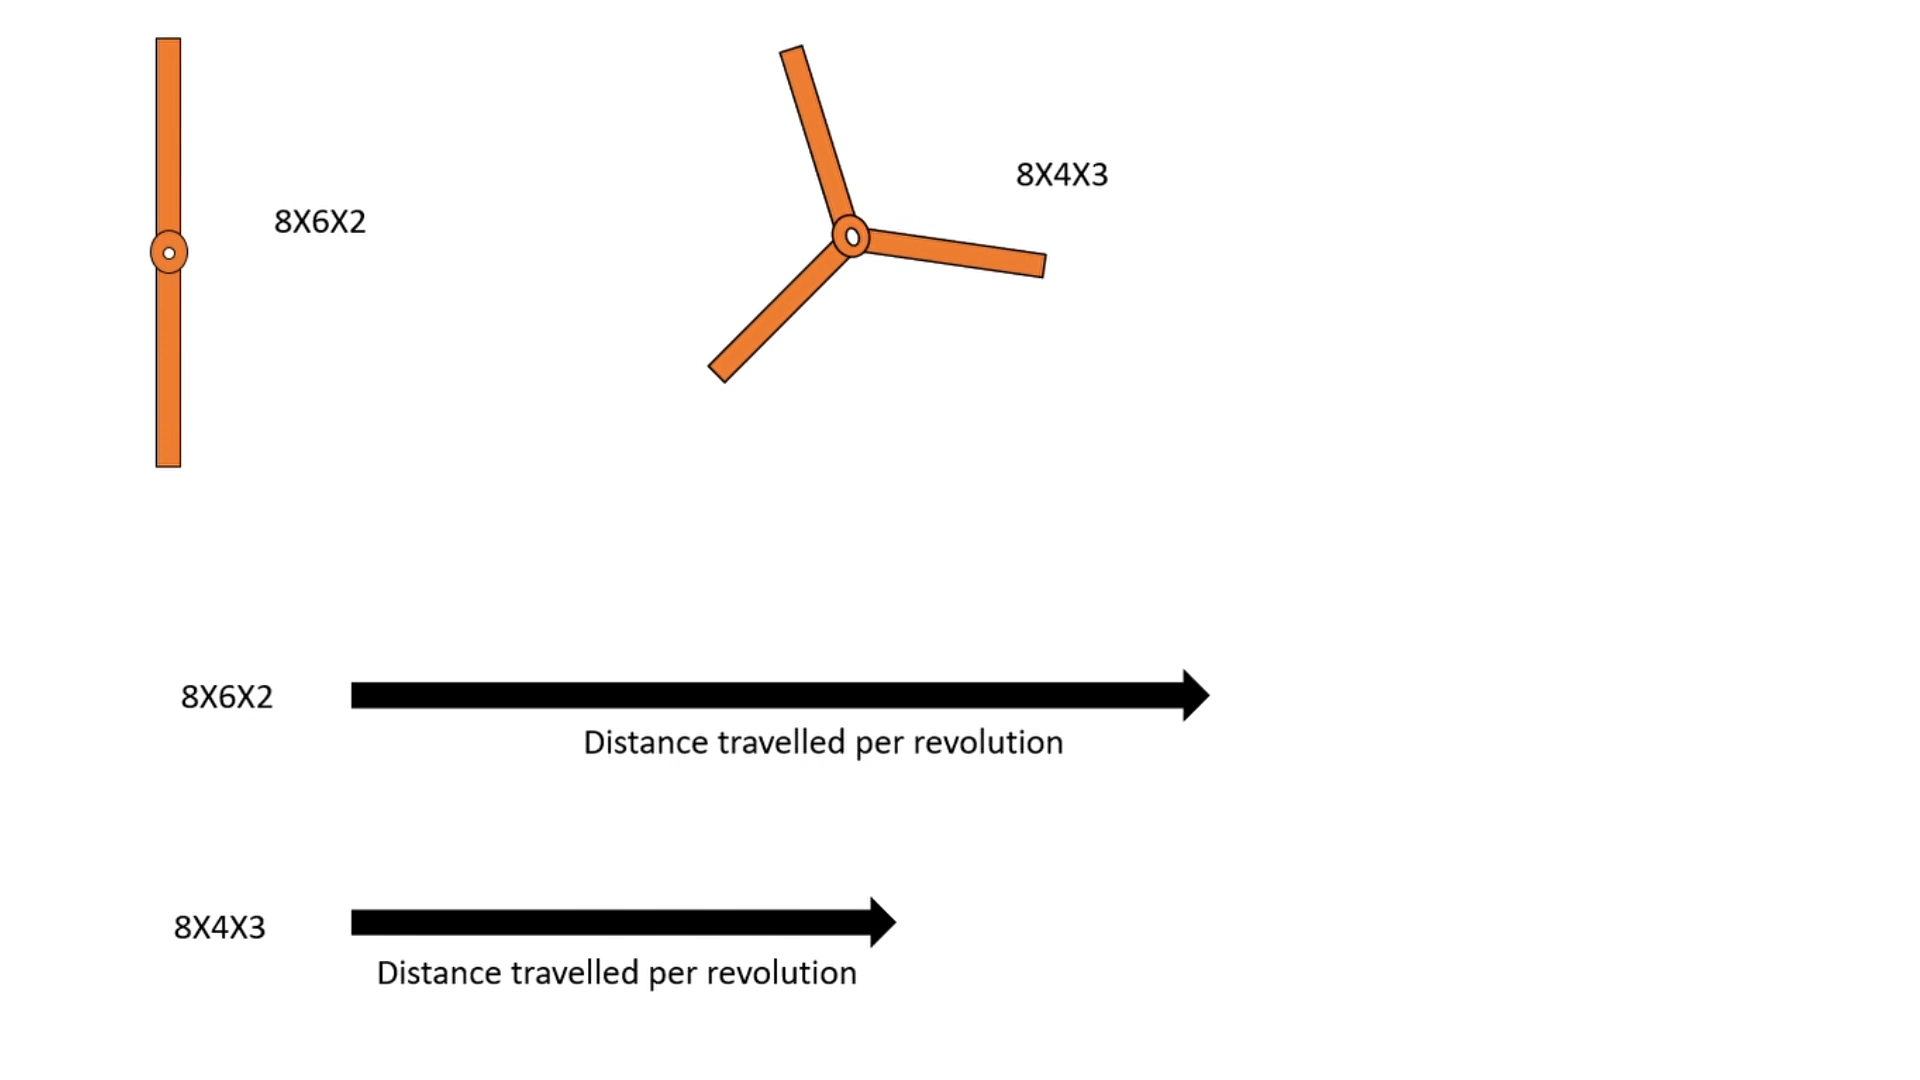 8X4X3
8X6X2
8X6X2
Distance travelled per revolution
8X4X3
Distance travelled per revolution